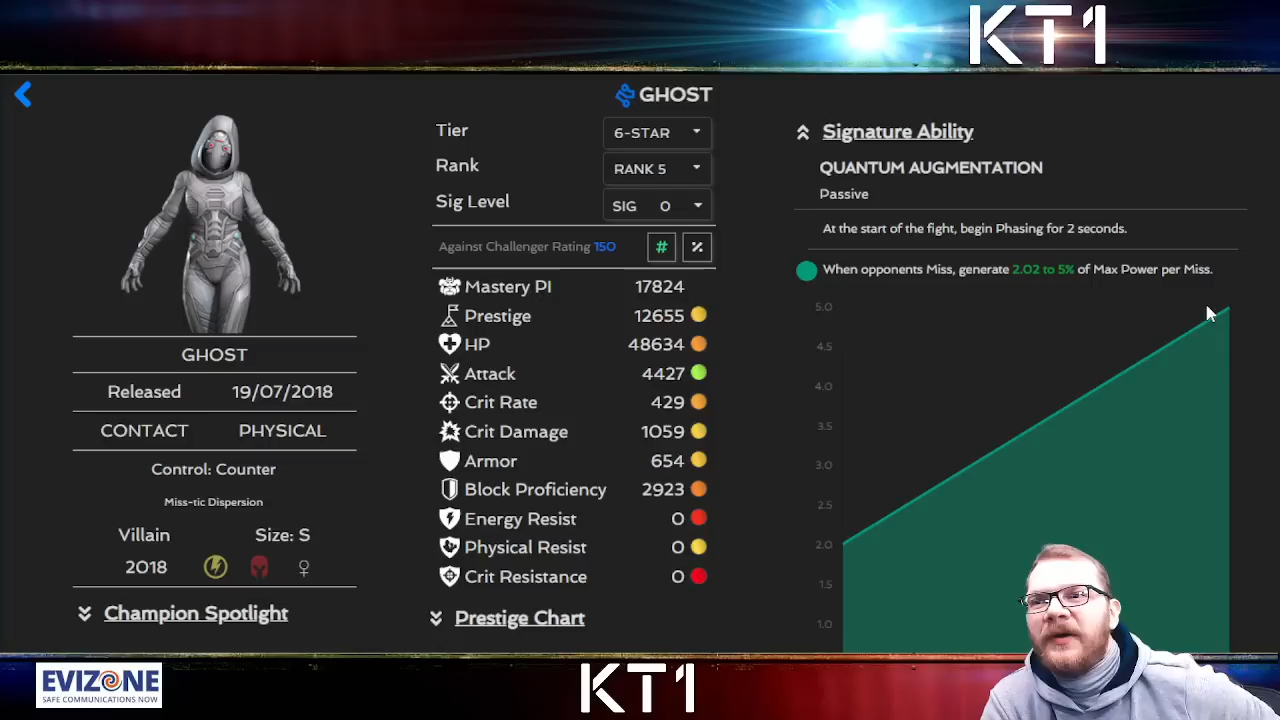 KT1
GHOST
Tier
6-STAR
Rank
RANK 5
Sig Level
SIG 0
Against Challenger Rating 150 # %
Mastery PI 17824
Prestige 12655
HP 48634
Attack 4427
Crit Rate 429
Crit Damage 1059
Armor 654
Block Proficiency 2923
Energy Resist 0
Physical Resist 0
Crit Resistance 0
Prestige Chart
GHOST
Released 19/07/2018
CONTACT PHYSICAL
Control: Counter
Miss-tic Dispersion
Villain Size: S
2018 ♀
Champion Spotlight
Signature Ability
QUANTUM AUGMENTATION
Passive
At the start of the fight, begin Phasing for 2 seconds.
When opponents Miss, generate 2.02 to 5% of Max Power per Miss.
5.0
4.5
4.0
3.5
3.0
2.5
2.0
1.5
1.0
EVIZONE
SAFE COMMUNICATIONS NOW
KT1